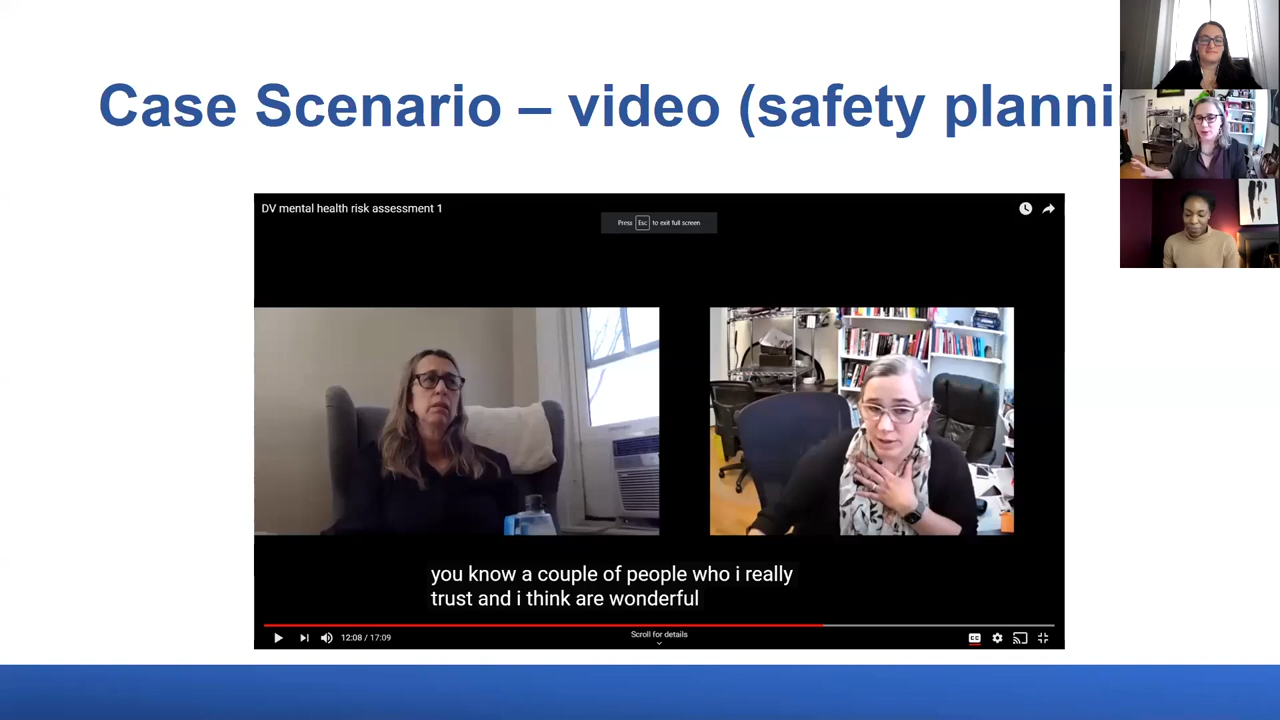 Case Scenario – video (safety planni
DV mental health risk assessment 1
Press Esc to exit full screen
you know a couple of people who i really
trust and i think are wonderful
12:08 / 17:09
Scroll for details
CC